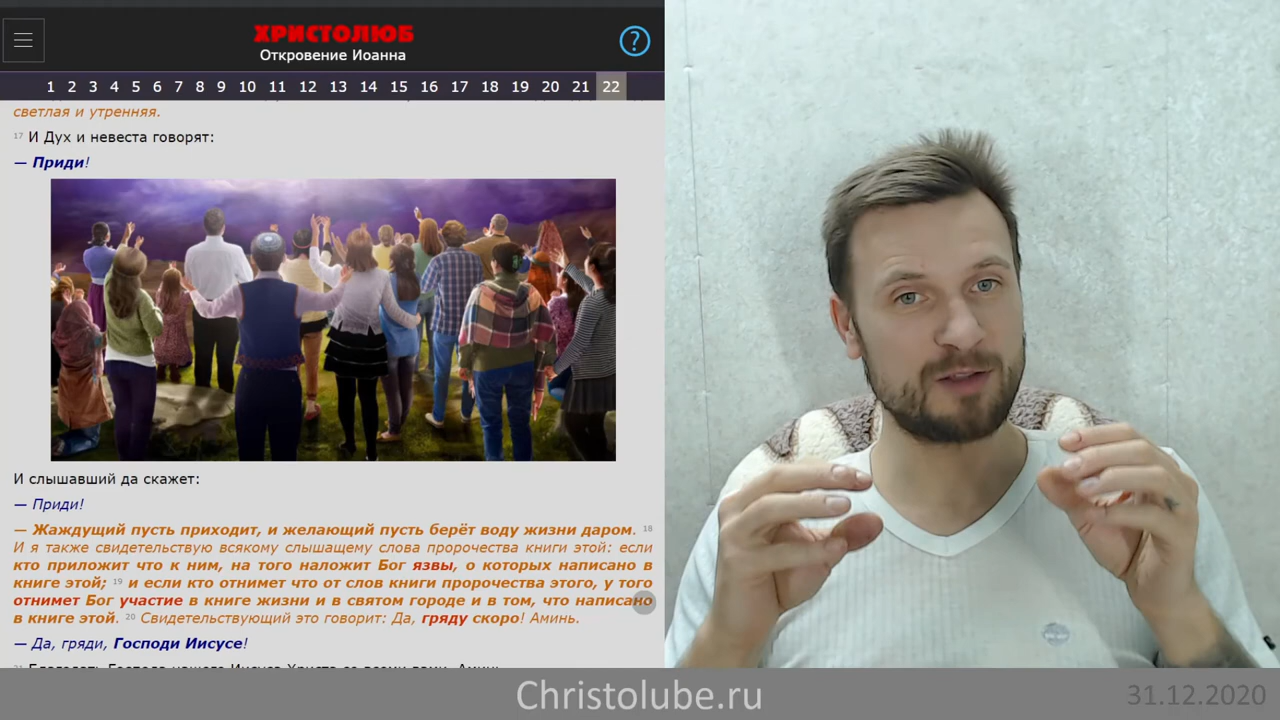 ХРИСТОЛЮБ
Откровение Иоанна
?
1 2 3 4 5 6 7 8 9 10 11 12 13 14 15 16 17 18 19 20 21 22
светлая и утренняя.
17 И Дух и невеста говорят:
— Приди!
И слышавший да скажет:
— Приди!
— Жаждущий пусть приходит, и желающий пусть берёт воду жизни даром. 18
И я также свидетельствую всякому слышащему слова пророчества книги этой: если
кто приложит что к ним, на того наложит Бог язвы, о которых написано в
книге этой; 19 и если кто отнимет что от слов книги пророчества этого, у того
отнимет Бог участие в книге жизни и в святом городе и в том, что написано
в книге этой. 20 Свидетельствующий это говорит: Да, гряду скоро! Аминь.
— Да, гряди, Господи Иисусе!
Christolube.ru
31.12.2020